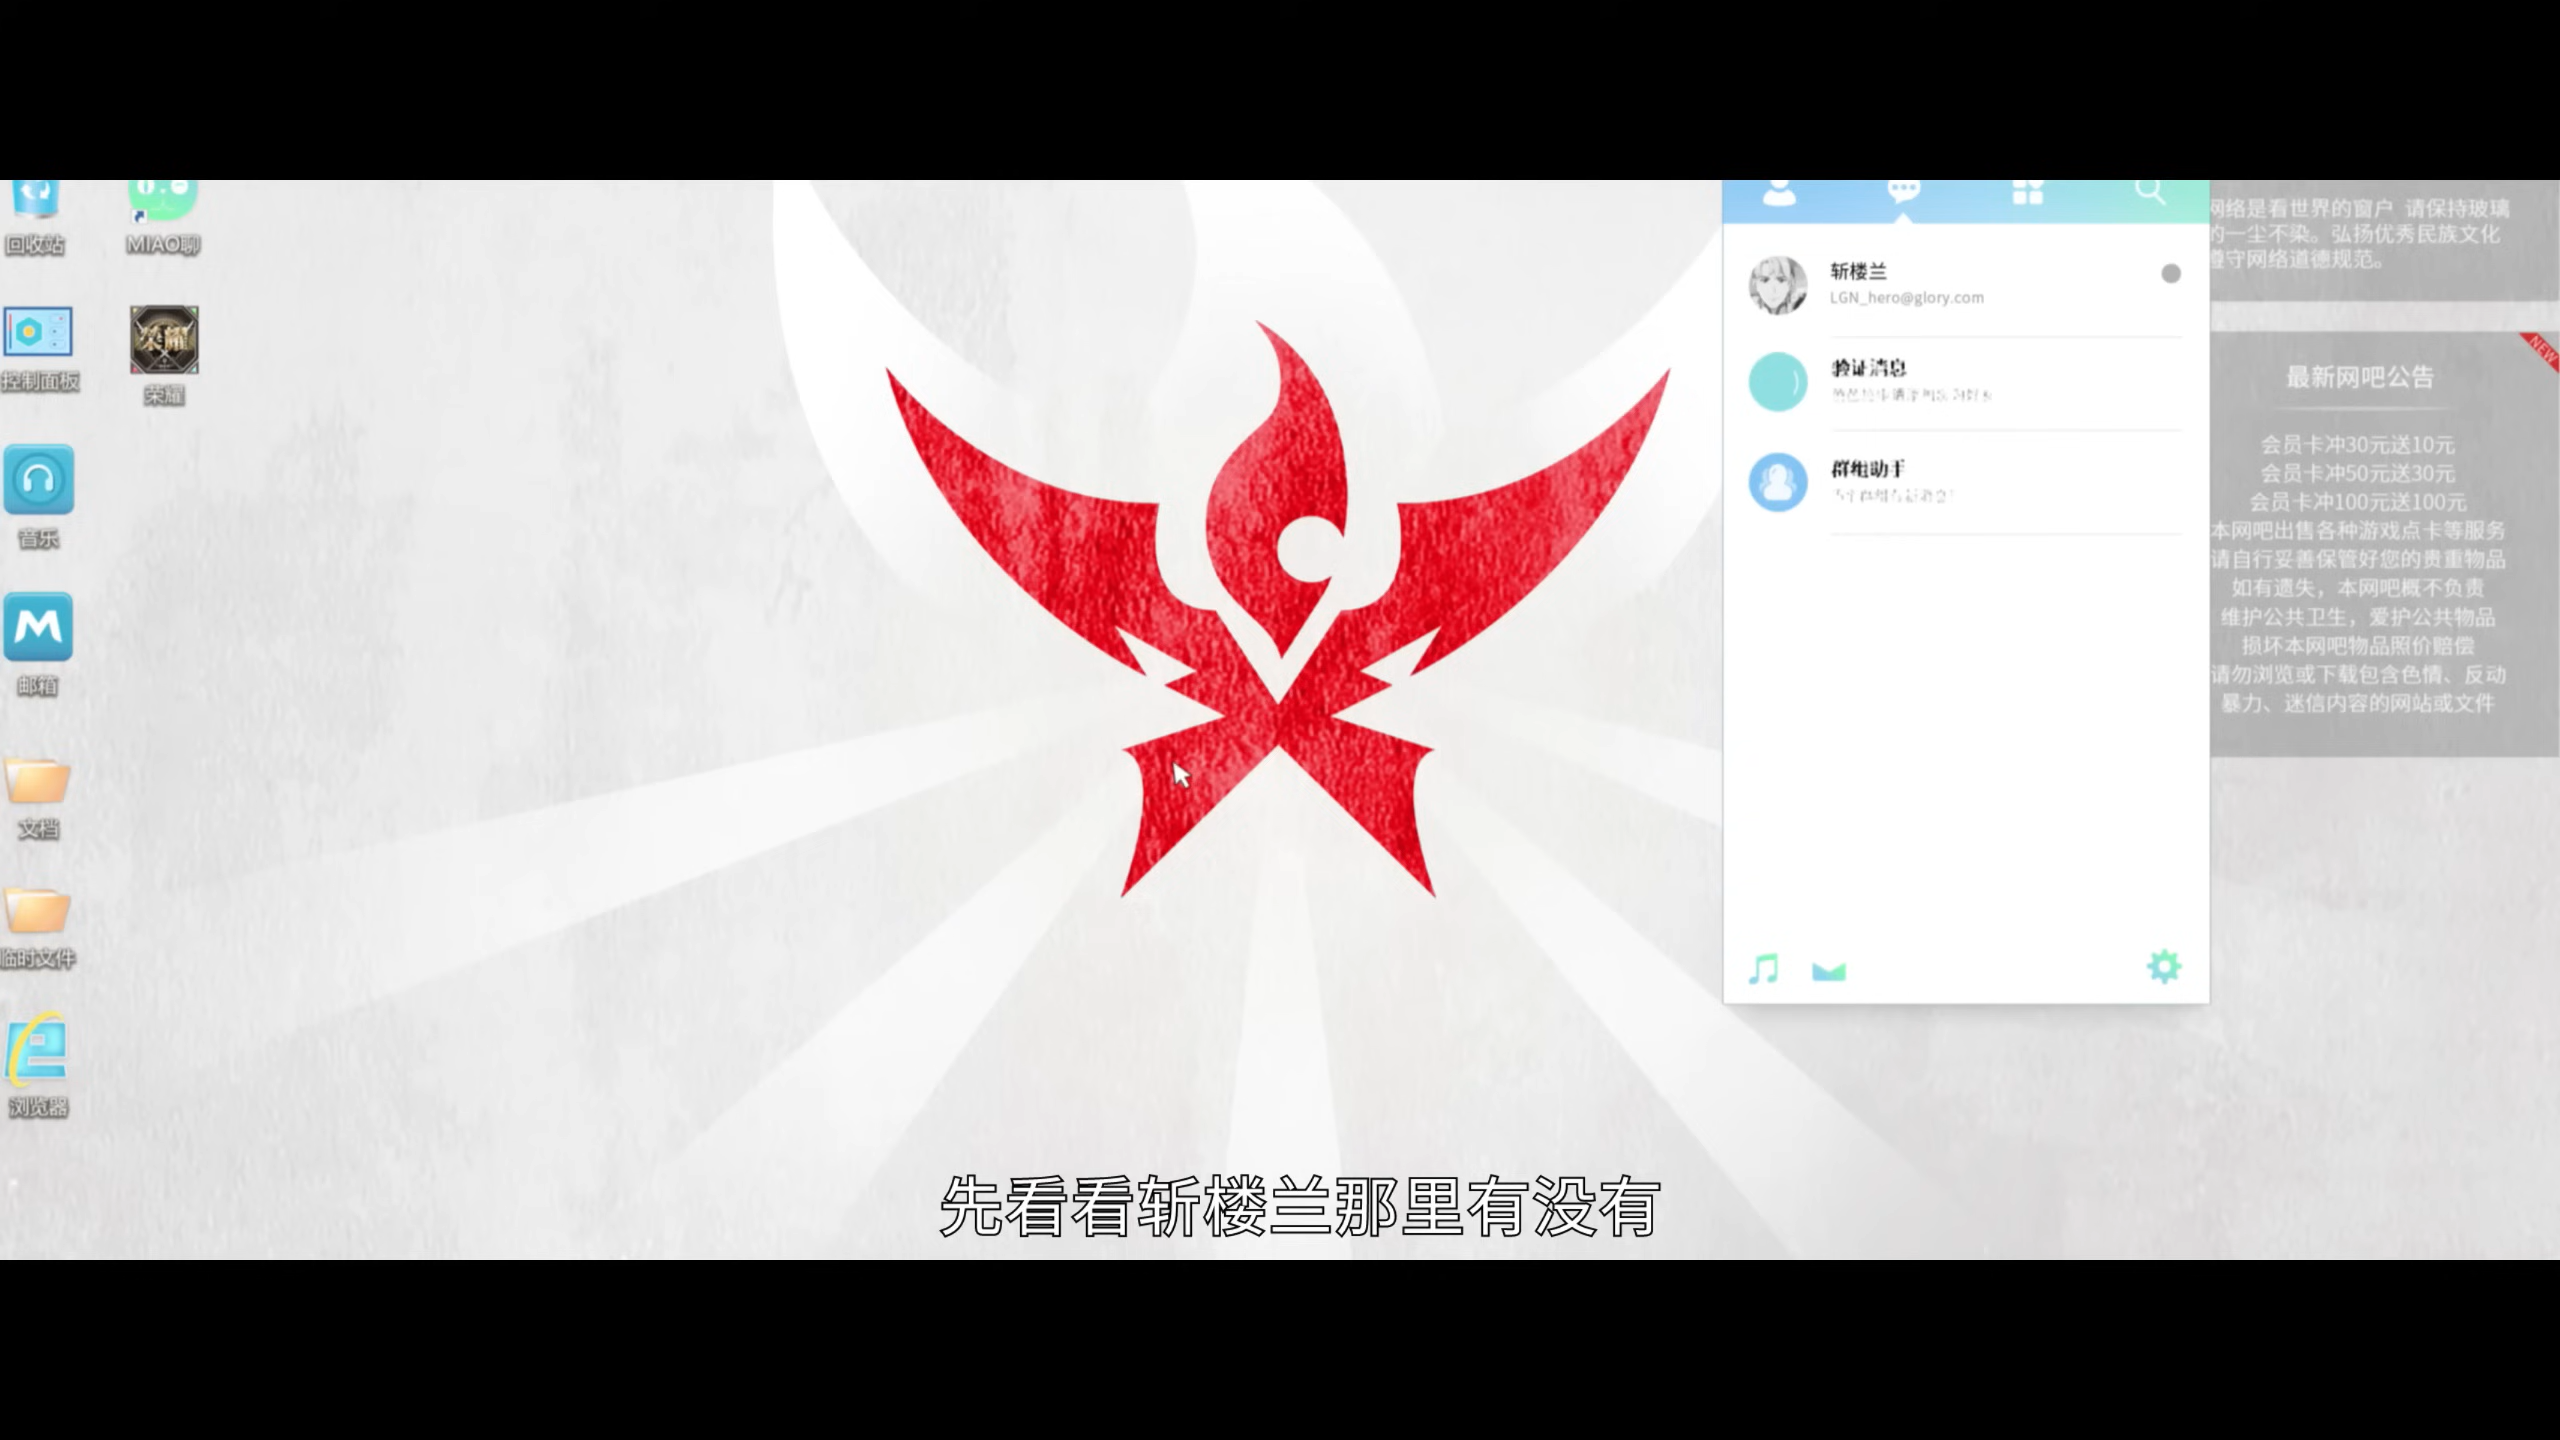 回收站
MIAO聊
控制面板
荣耀
荣耀
音乐
邮箱
文档
临时文件
浏览器
斩楼兰
LGN_hero@glory.com
验证消息
群组助手
网络是看世界的窗户 请保持玻璃
的一尘不染。弘扬优秀民族文化
遵守网络道德规范。
NEW
最新网吧公告
会员卡冲30元送10元
会员卡冲50元送30元
会员卡冲100元送100元
本网吧出售各种游戏点卡等服务
请自行妥善保管好您的贵重物品
如有遗失，本网吧概不负责
维护公共卫生，爱护公共物品
损坏本网吧物品照价赔偿
请勿浏览或下载包含色情、反动
暴力、迷信内容的网站或文件
先看看斩楼兰那里有没有